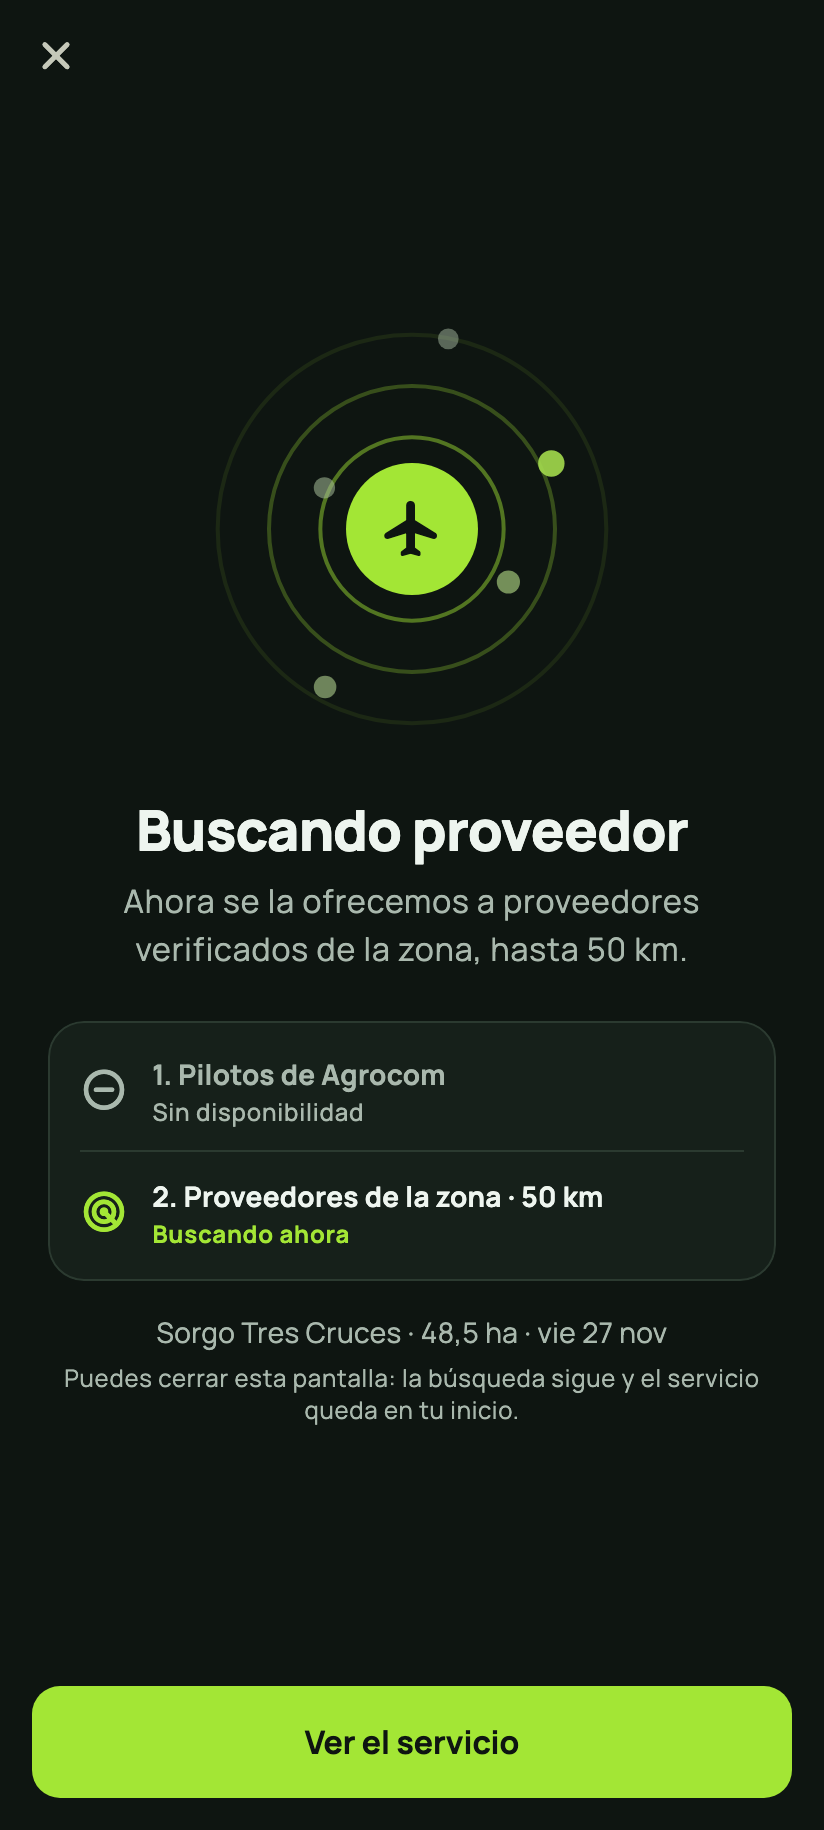 Buscando proveedor
Ahora se la ofrecemos a proveedores
verificados de la zona, hasta 50 km.
1. Pilotos de Agrocom
Sin disponibilidad
2. Proveedores de la zona · 50 km
Buscando ahora
Sorgo Tres Cruces · 48,5 ha · vie 27 nov
Puedes cerrar esta pantalla: la búsqueda sigue y el servicio
queda en tu inicio.
Ver el servicio